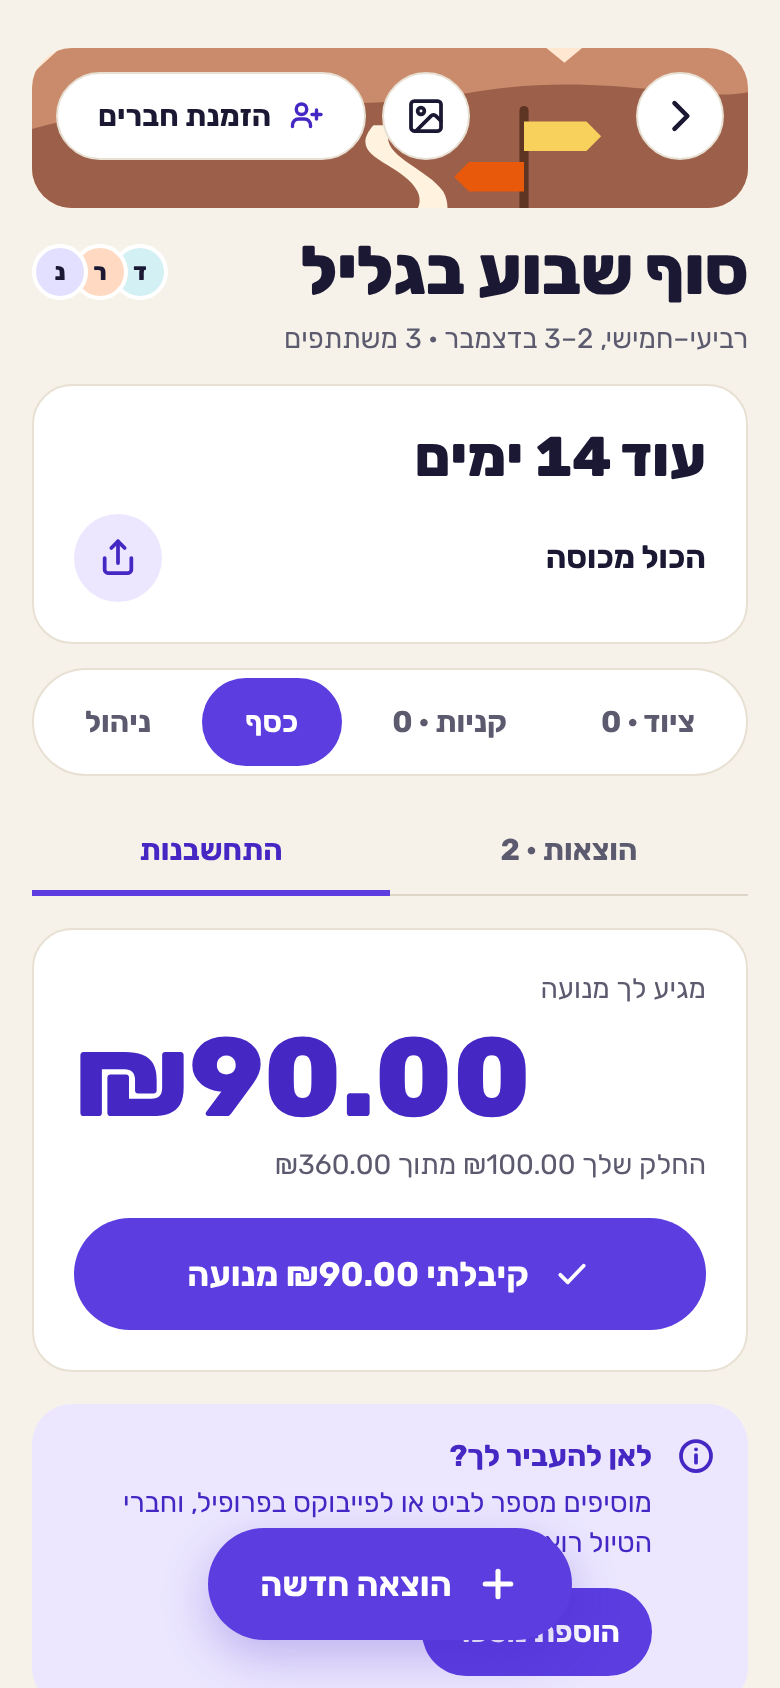 הזמנת חברים
סוף שבוע בגליל
ד ר נ
רביעי–חמישי, 2–3 בדצמבר • 3 משתתפים
עוד 14 ימים
הכול מכוסה
ציוד • 0 קניות • 0 כסף ניהול
הוצאות • 2 התחשבנות
מגיע לך מנועה
₪90.00
החלק שלך 100.00₪ מתוך 360.00₪
קיבלתי 90.00₪ מנועה
לאן להעביר לך?
מוסיפים מספר לביט או לפייבוקס בפרופיל, וחברי
הטיול
הוצאה חדשה